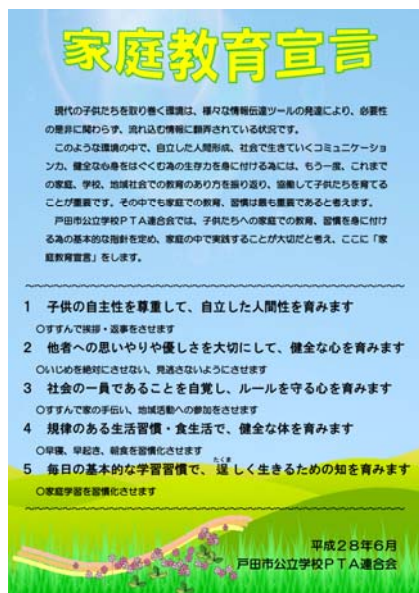 家庭教育宣言
現代の子供たちを取り巻く環境は、様々な情報伝達ツールの発達により、必要性
の是非に関わらず、流れ込む情報に翻弄されている状況です。
このような環境の中で、自立した人間形成、社会で生きていくコミュニケーショ
ン力、健全な心身をはぐくむ為の生存力を身に付ける為には、もう一度、これまで
の家庭、学校、地域社会での教育のあり方を振り返り、協働して子供たちを育てる
ことが重要です。その中でも家庭での教育、習慣は最も重要であると考えます。
戸田市公立学校PTA連合会では、子供たちへの家庭での教育、習慣を身に付け
る為の基本的な指針を定め、家庭の中で実践することが大切だと考え、ここに「家
庭教育宣言」をします。
1 子供の自主性を尊重して、自立した人間性を育みます
○すすんで挨拶・返事をさせます
2 他者への思いやりや優しさを大切にして、健全な心を育みます
○いじめを絶対にさせない、見逃さないようにさせます
3 社会の一員であることを自覚し、ルールを守る心を育みます
○すすんで家の手伝い、地域活動への参加をさせます
4 規律のある生活習慣・食生活で、健全な体を育みます
○早寝、早起き、朝食を習慣化させます
たくま
5 毎日の基本的な学習習慣で、逞しく生きるための知を育みます
○家庭学習を習慣化させます
平成28年6月
戸田市公立学校PTA連合会